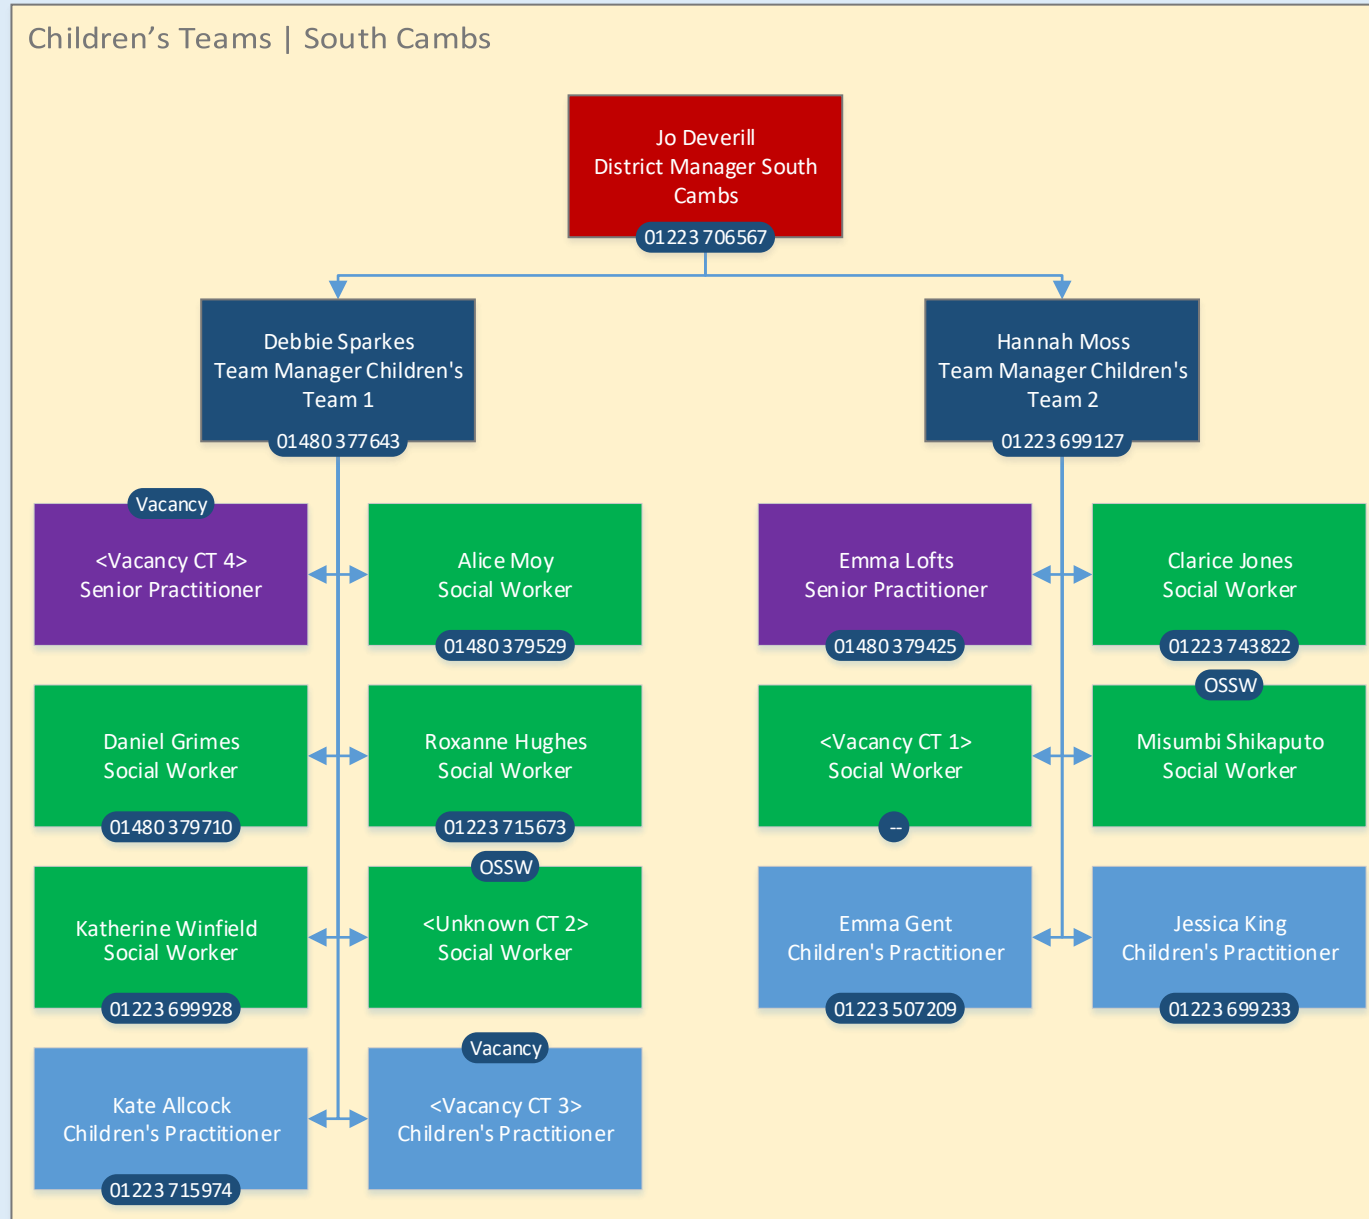 Children’s Teams | South Cambs
Jo Deverill
District Manager South
Cambs
01223 706567
Debbie Sparkes
Team Manager Children's
Team 1
01480 377643
Hannah Moss
Team Manager Children's
Team 2
01223 699127
Vacancy
<Vacancy CT 4>
Senior Practitioner
Alice Moy
Social Worker
01480 379529
Daniel Grimes
Social Worker
01480 379710
Roxanne Hughes
Social Worker
01223 715673
Katherine Winfield
Social Worker
01223 699928
OSSW
<Unknown CT 2>
Social Worker
Kate Allcock
Children's Practitioner
01223 715974
Vacancy
<Vacancy CT 3>
Children's Practitioner
Emma Lofts
Senior Practitioner
01480 379425
Clarice Jones
Social Worker
01223 743822
<Vacancy CT 1>
Social Worker
--
OSSW
Misumbi Shikaputo
Social Worker
Emma Gent
Children's Practitioner
01223 507209
Jessica King
Children's Practitioner
01223 699233